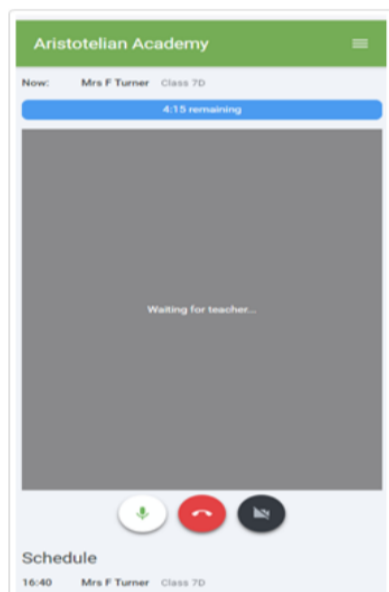 Aristotelian Academy
Now: Mrs F Turner Class 7D
4:15 remaining
Waiting for teacher...
Schedule
16:40 Mrs F Turner Class 7D